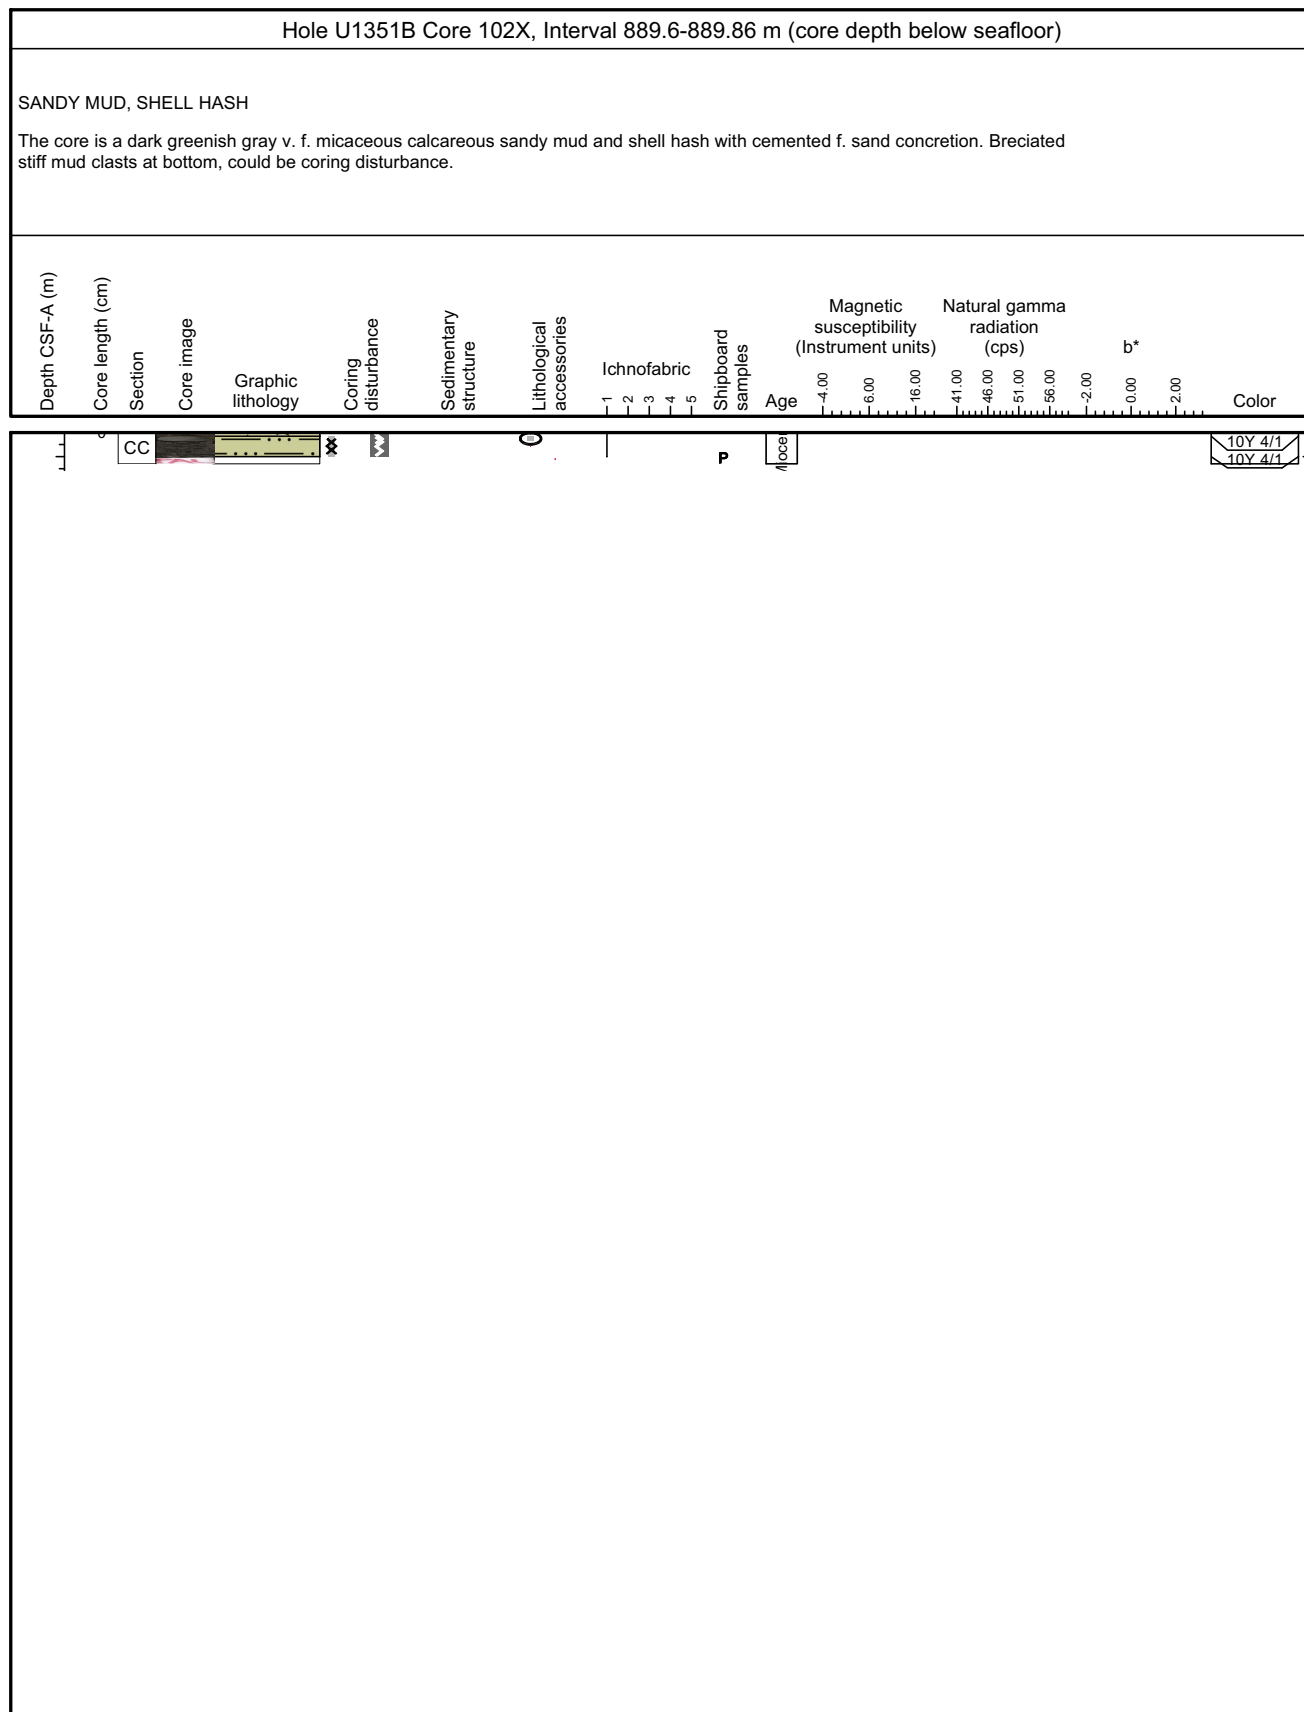 Hole U1351B Core 102X, Interval 889.6-889.86 m (core depth below seafloor)
SANDY MUD, SHELL HASH
The core is a dark greenish gray v. f. micaceous calcareous sandy mud and shell hash with cemented f. sand concretion. Breciated
stiff mud clasts at bottom, could be coring disturbance.
Depth CSF-A (m)
Core length (cm)
Section
Core image
Graphic
lithology
Coring
disturbance
Sedimentary
structure
Lithological
accessories
Ichnofabric
1 2 3 4 5
Shipboard
samples
Age
Magnetic
susceptibility
(Instrument units)
-4.00 6.00 16.00
Natural gamma
radiation
(cps)
41.00 46.00 51.00 56.00
b*
-2.00 0.00 2.00
Color
CC
P
10Y 4/1
10Y 4/1